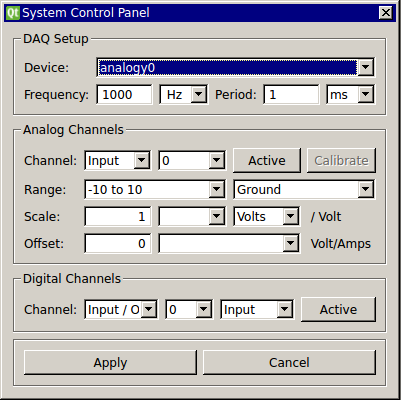 Qt System Control Panel
DAQ Setup
Device: analogy0
Frequency: 1000 Hz Period: 1 ms
Analog Channels
Channel: Input 0 Active Calibrate
Range: -10 to 10 Ground
Scale: 1 Volts / Volt
Offset: 0 Volt/Amps
Digital Channels
Channel: Input / O 0 Input Active
Apply Cancel